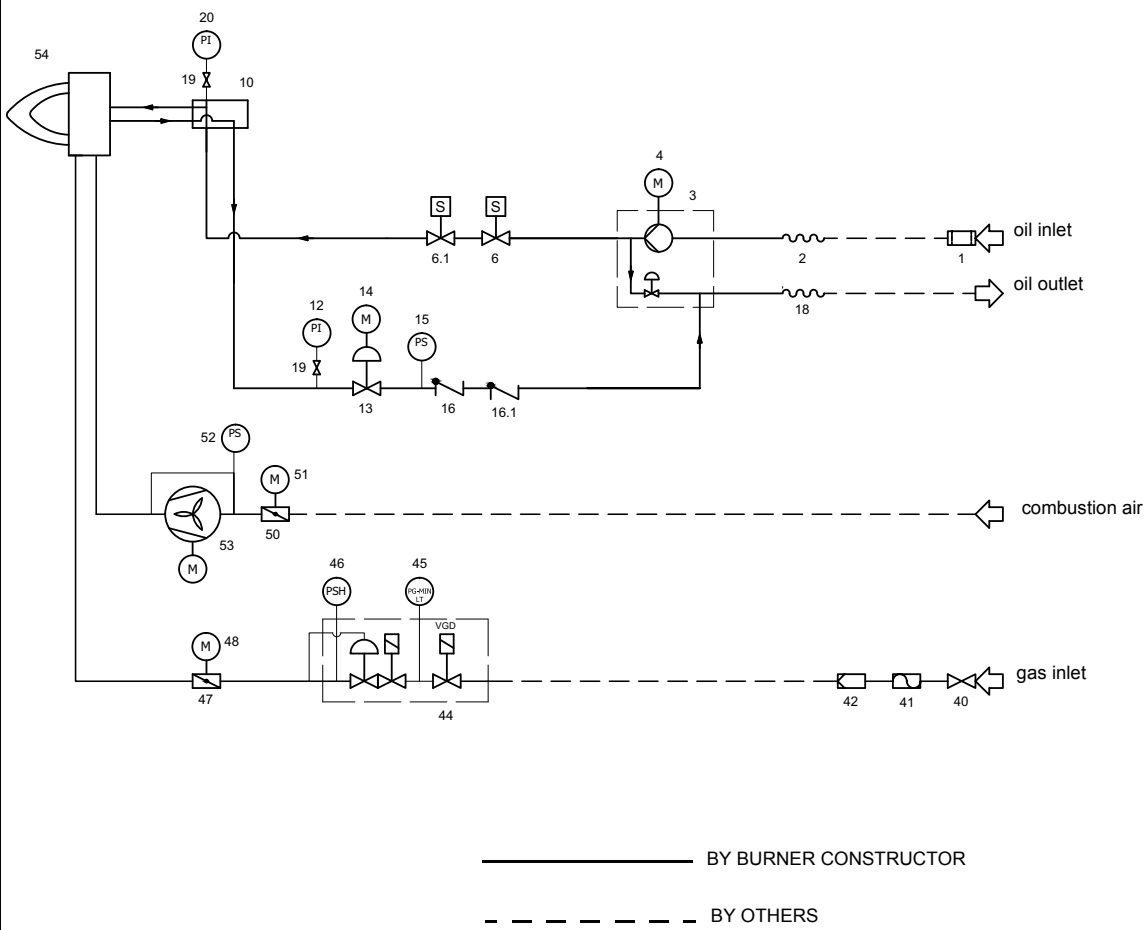 20
PI
54
19
10
4
M
3
S
S
6.1
6
2
1
oil inlet
oil outlet
18
12
PI
14
M
15
PS
19
13
16
16.1
52
PS
M
51
50
53
M
combustion air
46
PSH
45
PG-MIN
LT
VGD
M
48
47
44
42
41
40
gas inlet
BY BURNER CONSTRUCTOR
BY OTHERS